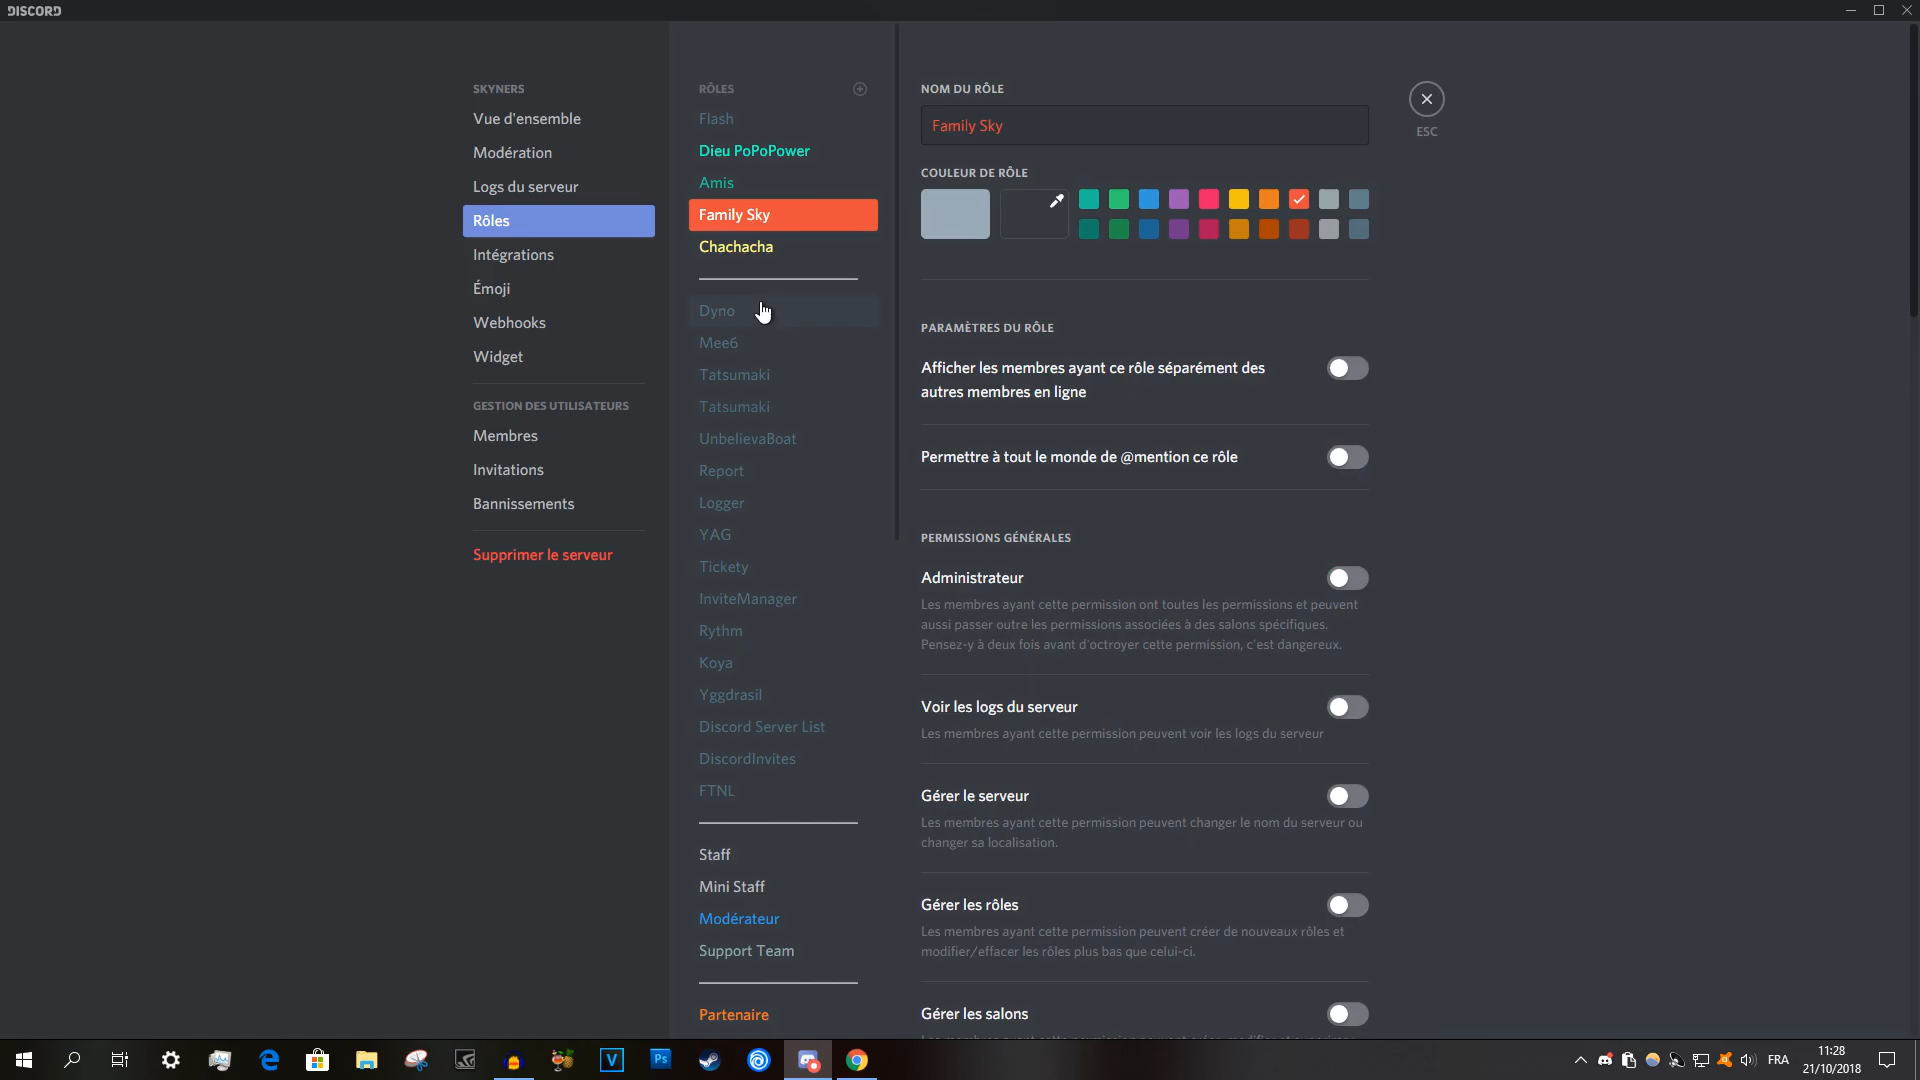 DISCORD
SKYNERS
Vue d'ensemble
Modération
Logs du serveur
Rôles
Intégrations
Émoji
Webhooks
Widget
GESTION DES UTILISATEURS
Membres
Invitations
Bannissements
Supprimer le serveur
RÔLES
Flash
Dieu PoPoPower
Amis
Family Sky
Chachacha
Dyno
Mee6
Tatsumaki
Tatsumaki
UnbelievaBoat
Report
Logger
YAG
Tickety
InviteManager
Rythm
Koya
Yggdrasil
Discord Server List
DiscordInvites
FTNL
Staff
Mini Staff
Modérateur
Support Team
Partenaire
NOM DU RÔLE
Family Sky
COULEUR DE RÔLE
PARAMÈTRES DU RÔLE
Afficher les membres ayant ce rôle séparément des
autres membres en ligne
Permettre à tout le monde de @mention ce rôle
PERMISSIONS GÉNÉRALES
Administrateur
Les membres ayant cette permission ont toutes les permissions et peuvent
aussi passer outre les permissions associées à des salons spécifiques.
Pensez-y à deux fois avant d'octroyer cette permission, c'est dangereux.
Voir les logs du serveur
Les membres ayant cette permission peuvent voir les logs du serveur
Gérer le serveur
Les membres ayant cette permission peuvent changer le nom du serveur ou
changer sa localisation.
Gérer les rôles
Les membres ayant cette permission peuvent créer de nouveaux rôles et
modifier/effacer les rôles plus bas que celui-ci.
Gérer les salons
ESC
V
Ps
FRA
11:28
21/10/2018